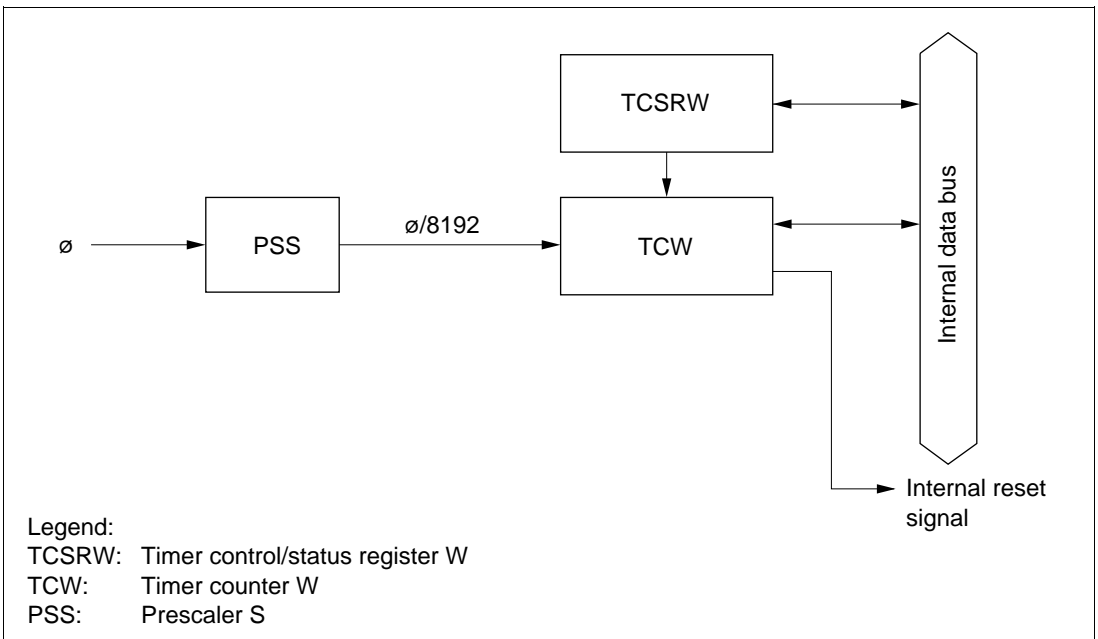 TCSRW
ø
PSS
ø/8192
TCW
Internal data bus
Internal reset
signal
Legend:
TCSRW: Timer control/status register W
TCW: Timer counter W
PSS: Prescaler S